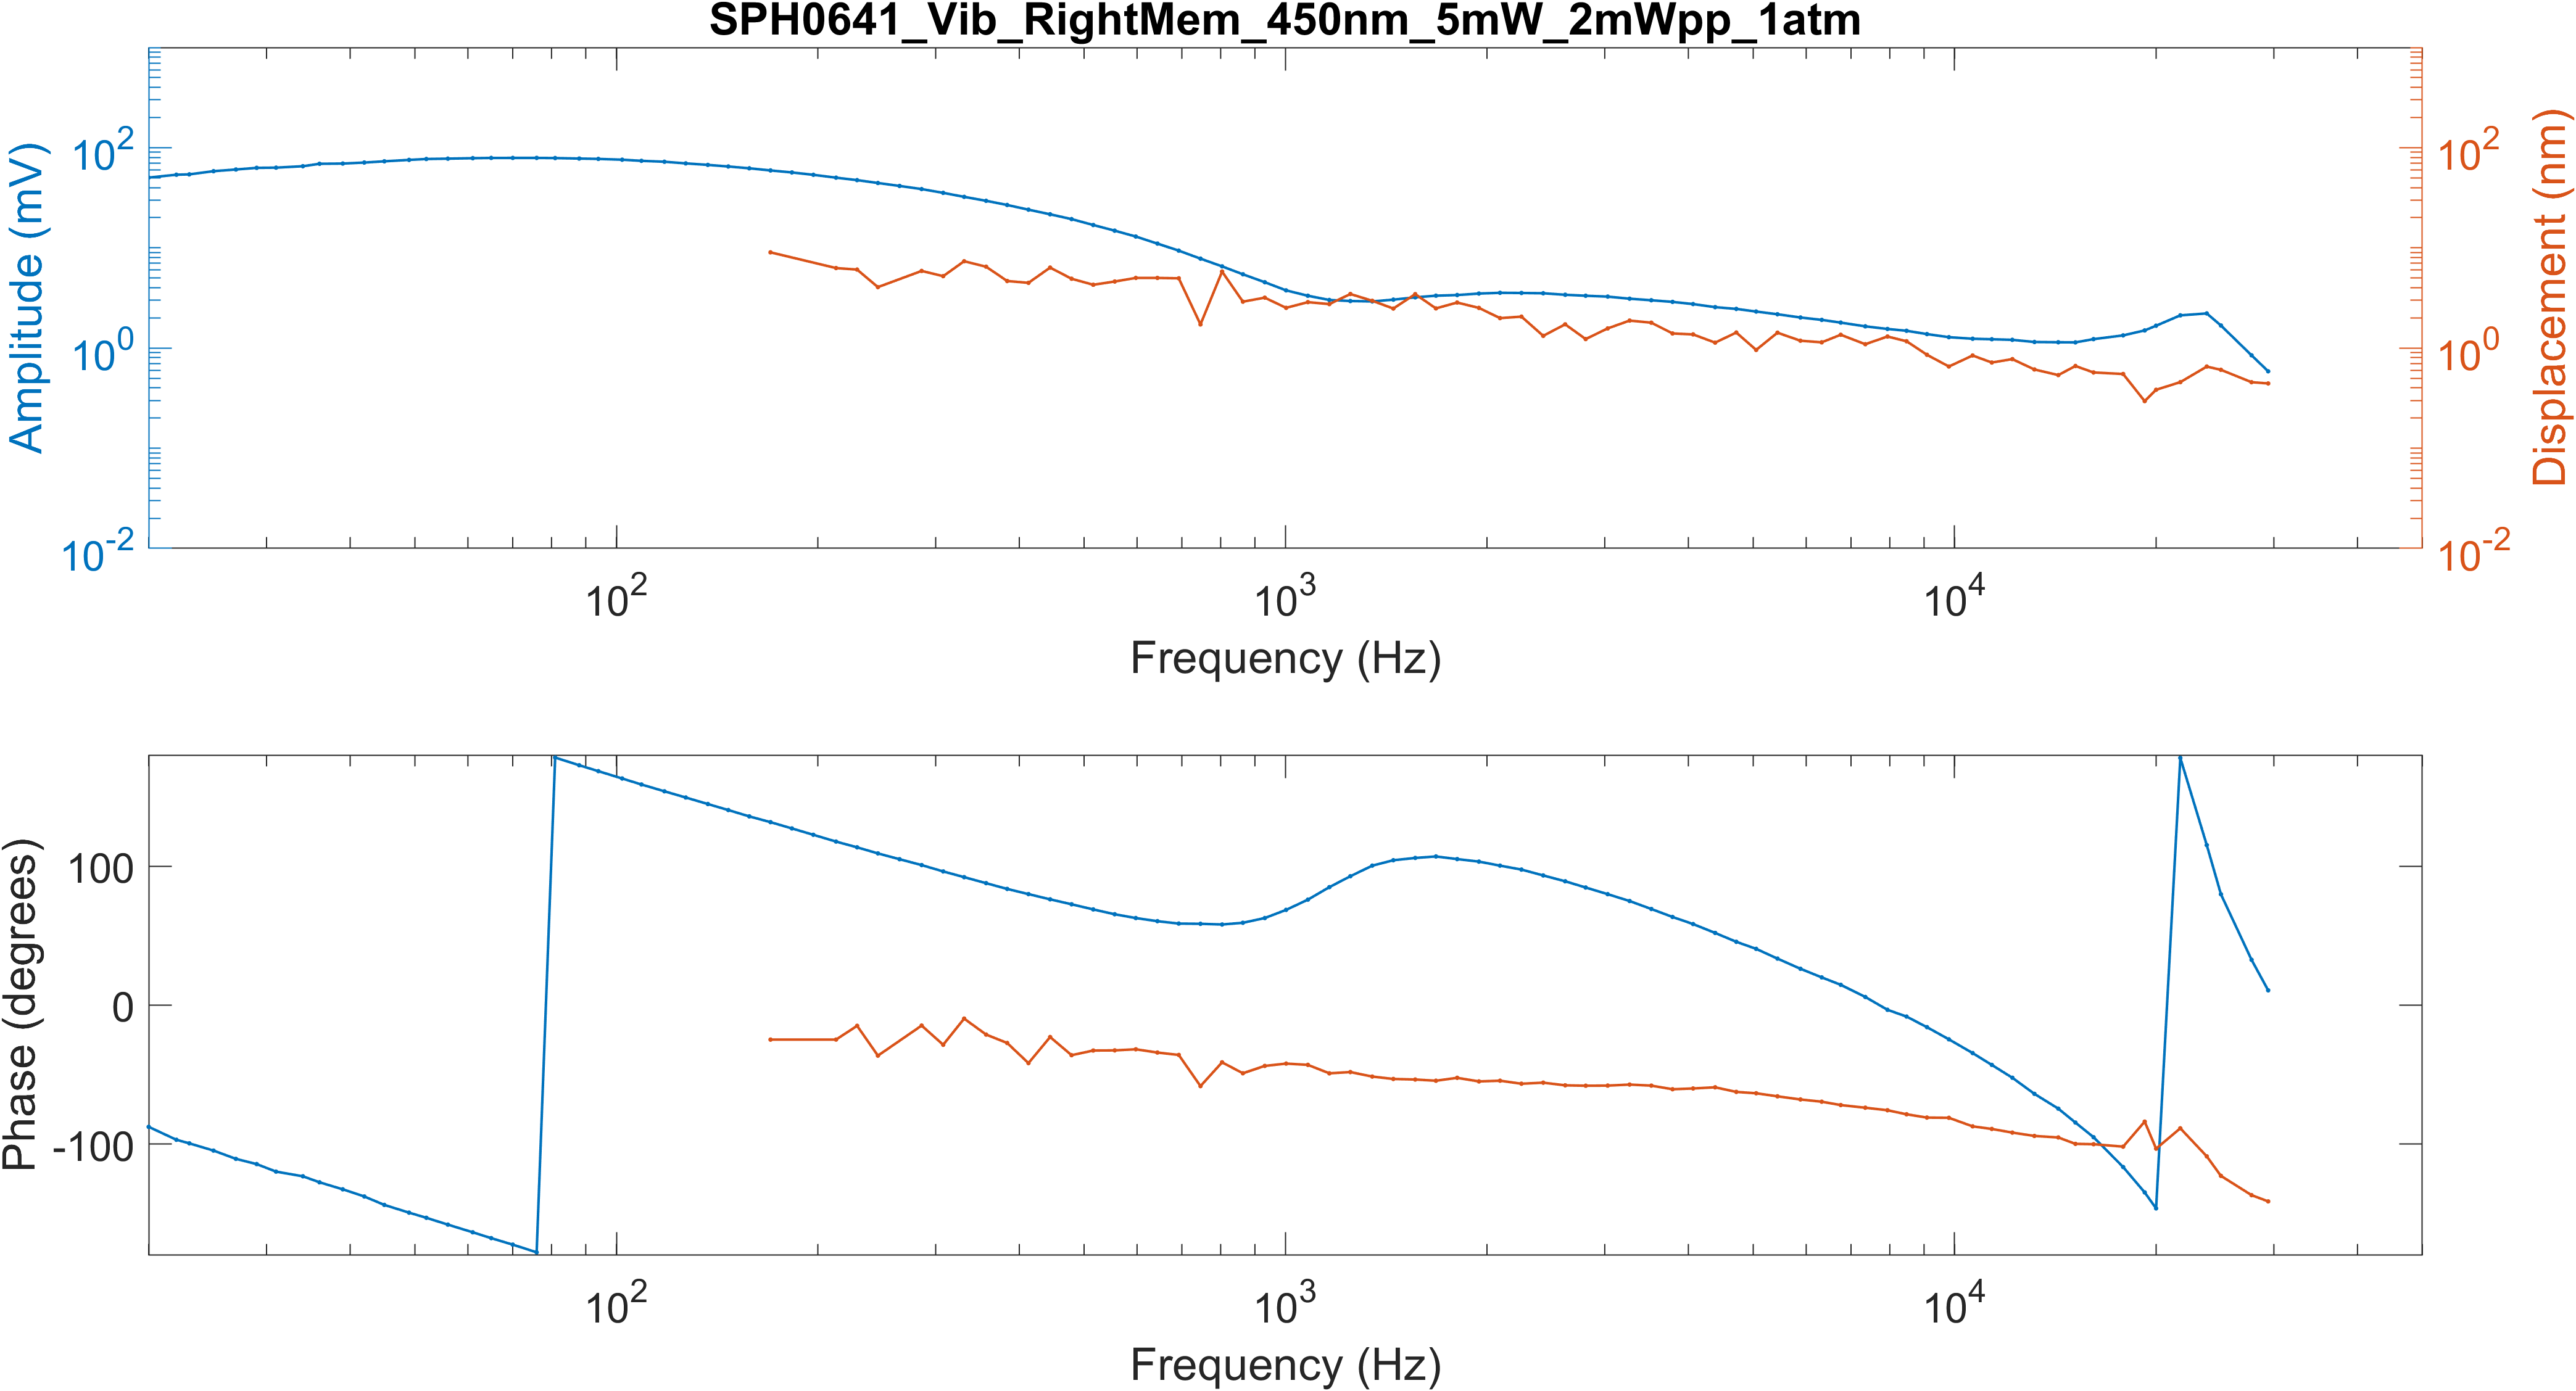 SPH0641_Vib_RightMem_450nm_5mW_2mWpp_1atm
Amplitude (mV)
10^2
10^0
10^-2
Displacement (nm)
10^2
10^0
10^-2
10^2 10^3 10^4
Frequency (Hz)
Phase (degrees)
100
0
-100
10^2 10^3 10^4
Frequency (Hz)